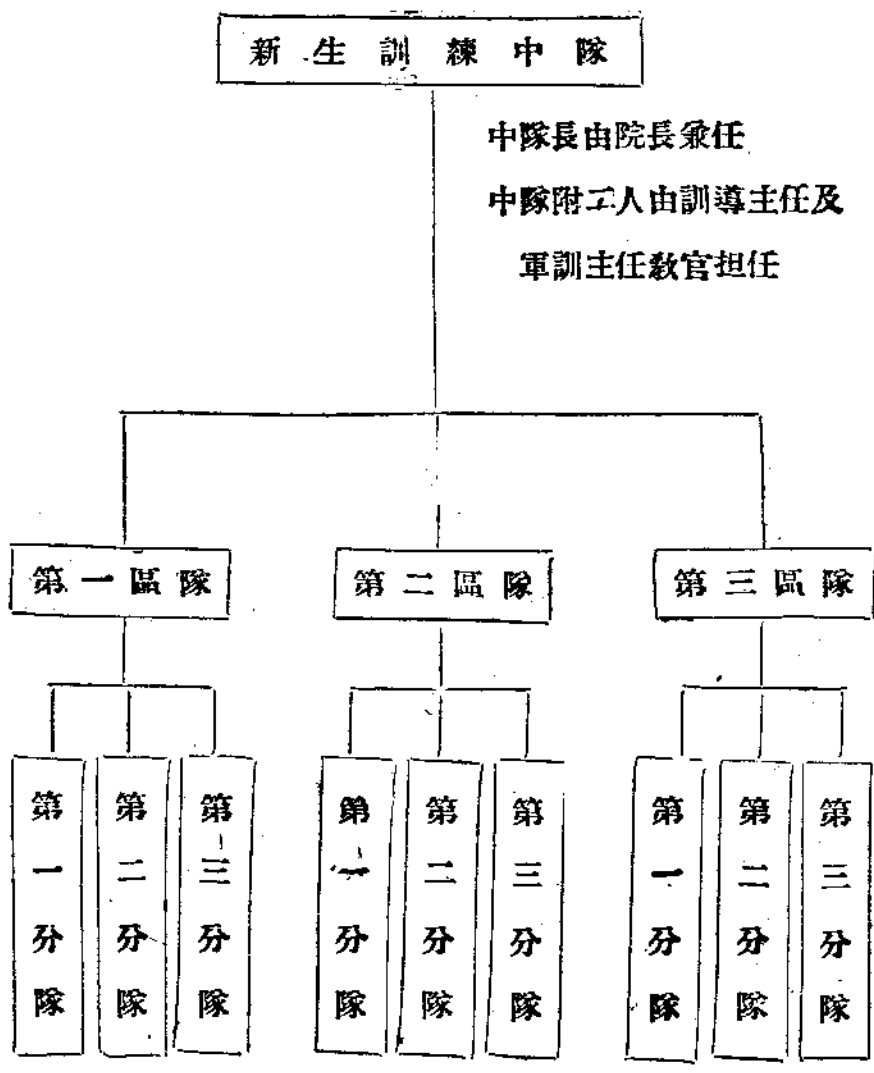 新生訓練中隊
中隊長由院長兼任
中隊附二人由訓導主任及
軍訓主任教官担任
第一區隊
第二區隊
第三區隊
第一分隊
第二分隊
第三分隊
第一分隊
第二分隊
第三分隊
第一分隊
第二分隊
第三分隊